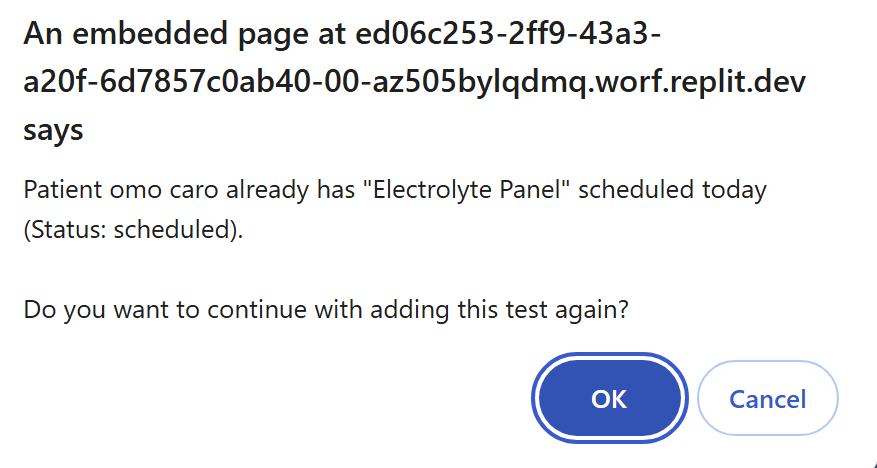 An embedded page at ed06c253-2ff9-43a3-
a20f-6d7857c0ab40-00-az505bylqdmq.worf.replit.dev
says
Patient omo caro already has "Electrolyte Panel" scheduled today
(Status: scheduled).
Do you want to continue with adding this test again?
OK
Cancel